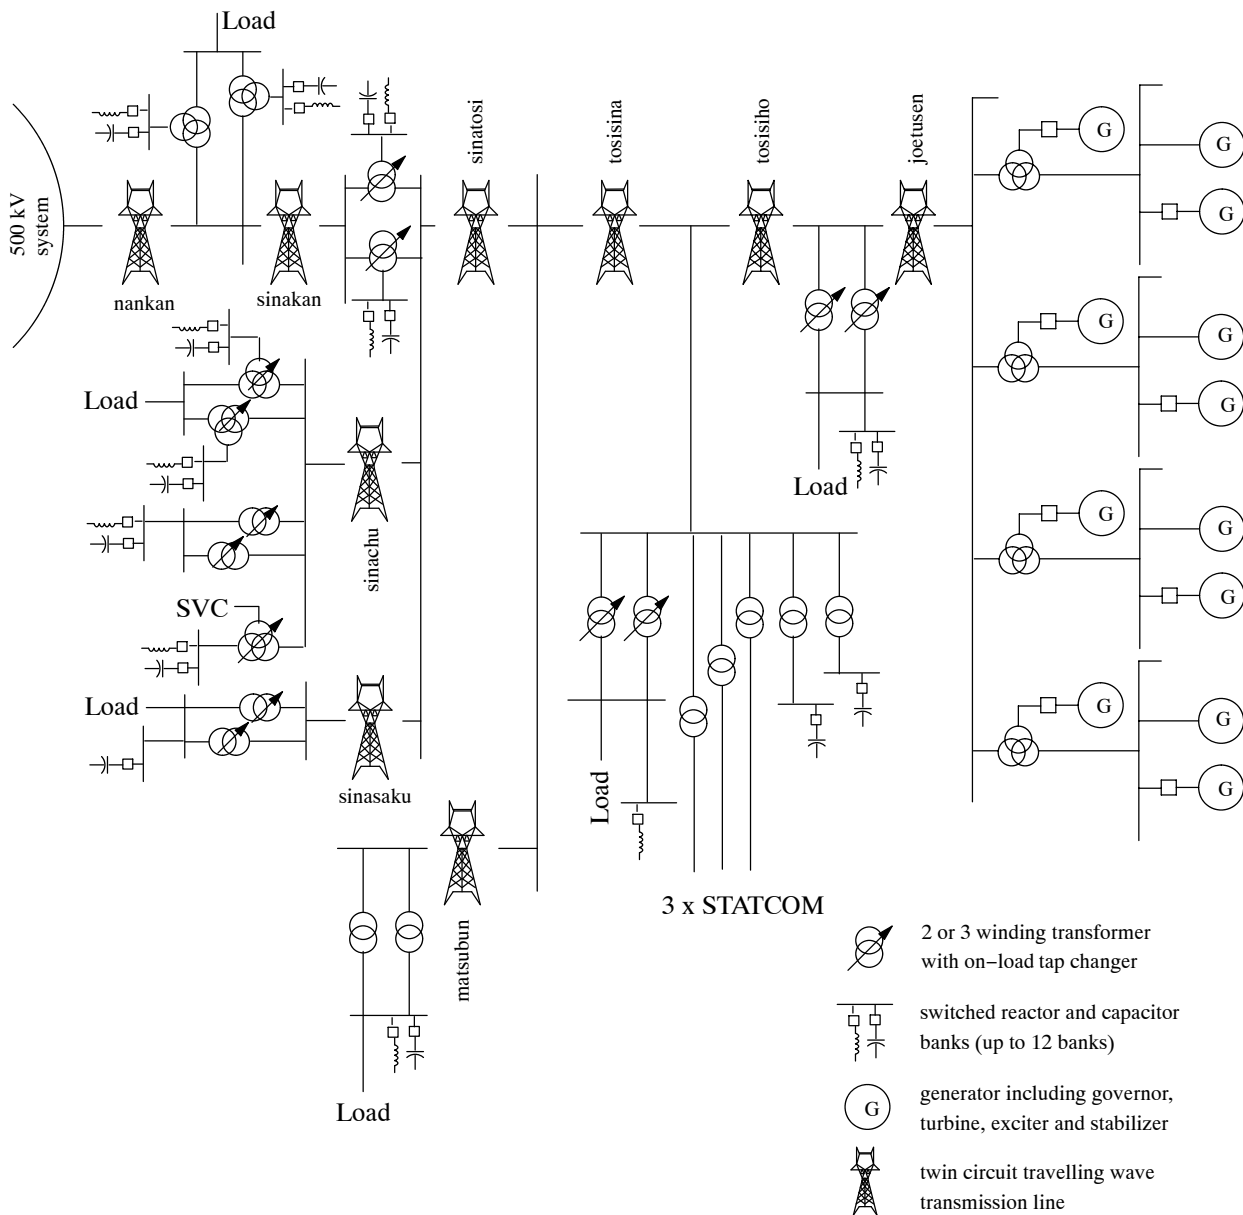 Load
500 kV
system
nankan
sinakan
sinatosi
tosisina
tosisiho
joetusen
G
G
G
G
G
G
G
G
G
G
G
G
Load
sinachu
SVC
Load
sinasaku
matsubun
Load
Load
Load
3 x STATCOM
2 or 3 winding transformer
with on−load tap changer
switched reactor and capacitor
banks (up to 12 banks)
G
generator including governor,
turbine, exciter and stabilizer
twin circuit travelling wave
transmission line